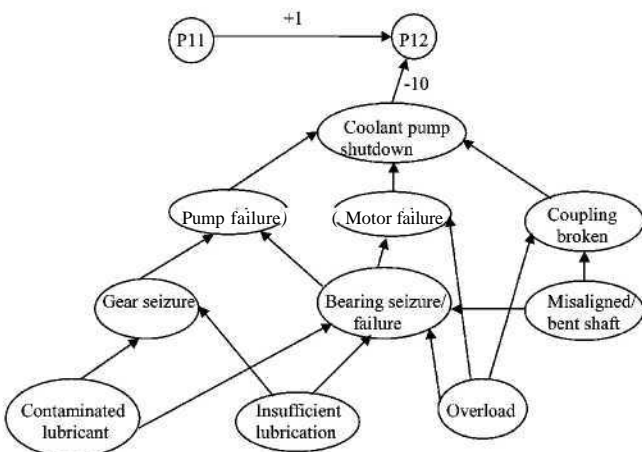 +1
P11
P12
-10
Coolant pump
shutdown
Pump failure
Motor failure
Coupling
broken
Gear seizure
Bearing seizure/
failure
Misaligned/
bent shaft
Contaminated
lubricant
Insufficient
lubrication
Overload